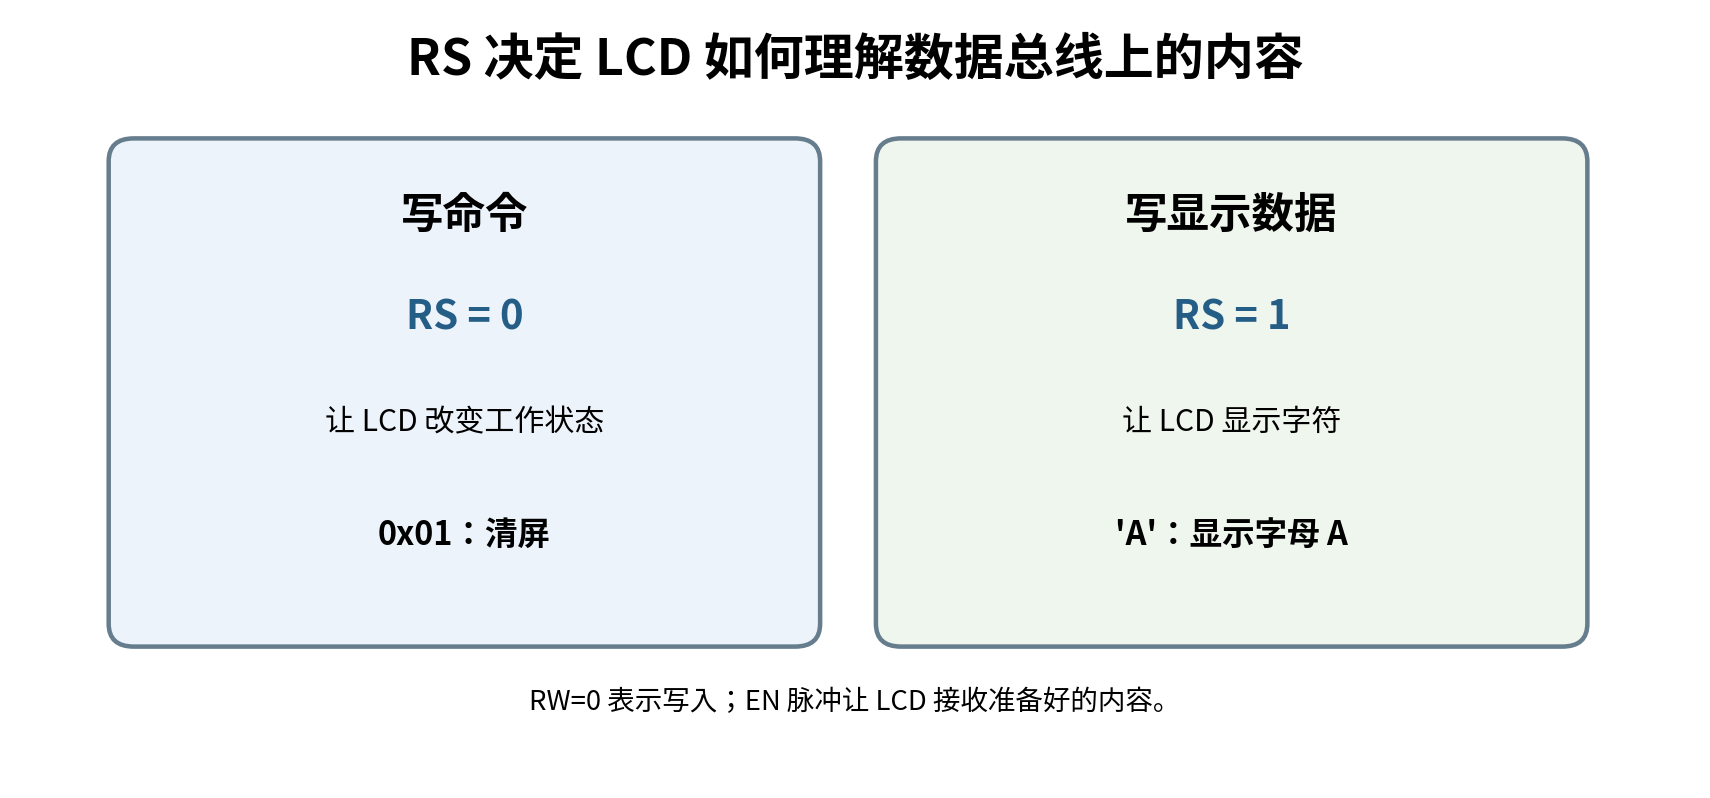 RS 决定 LCD 如何理解数据总线上的内容
写命令
RS = 0
让 LCD 改变工作状态
0x01：清屏
写显示数据
RS = 1
让 LCD 显示字符
'A'：显示字母 A
RW=0 表示写入；EN 脉冲让 LCD 接收准备好的内容。